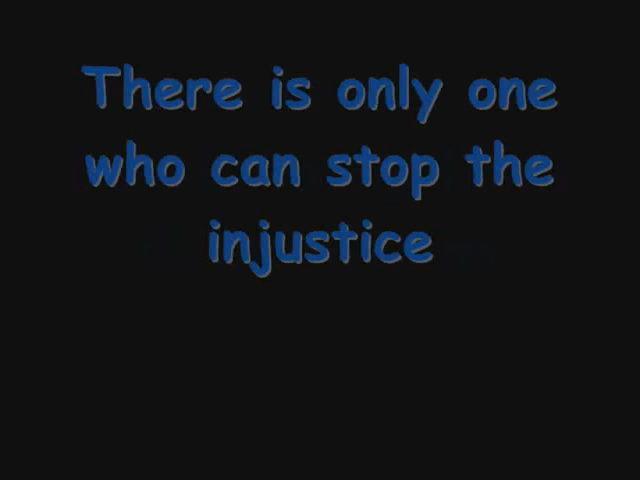 There is only one
who can stop the
injustice